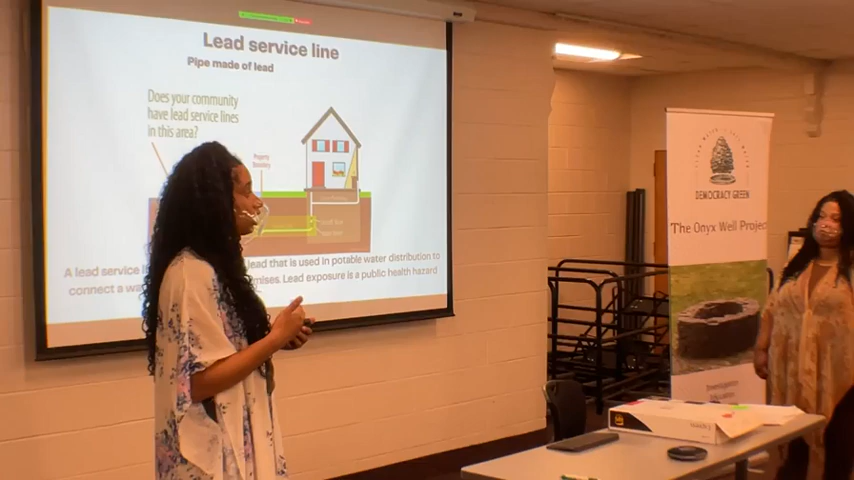 Lead service line
Pipe made of lead
Does your community
have lead service lines
in this area?
Property
Boundary
A lead service lead that is used in potable water distribution to
connect a wa mises. Lead exposure is a public health hazard
DEMOCRACY GREEN
The Onyx Well Project